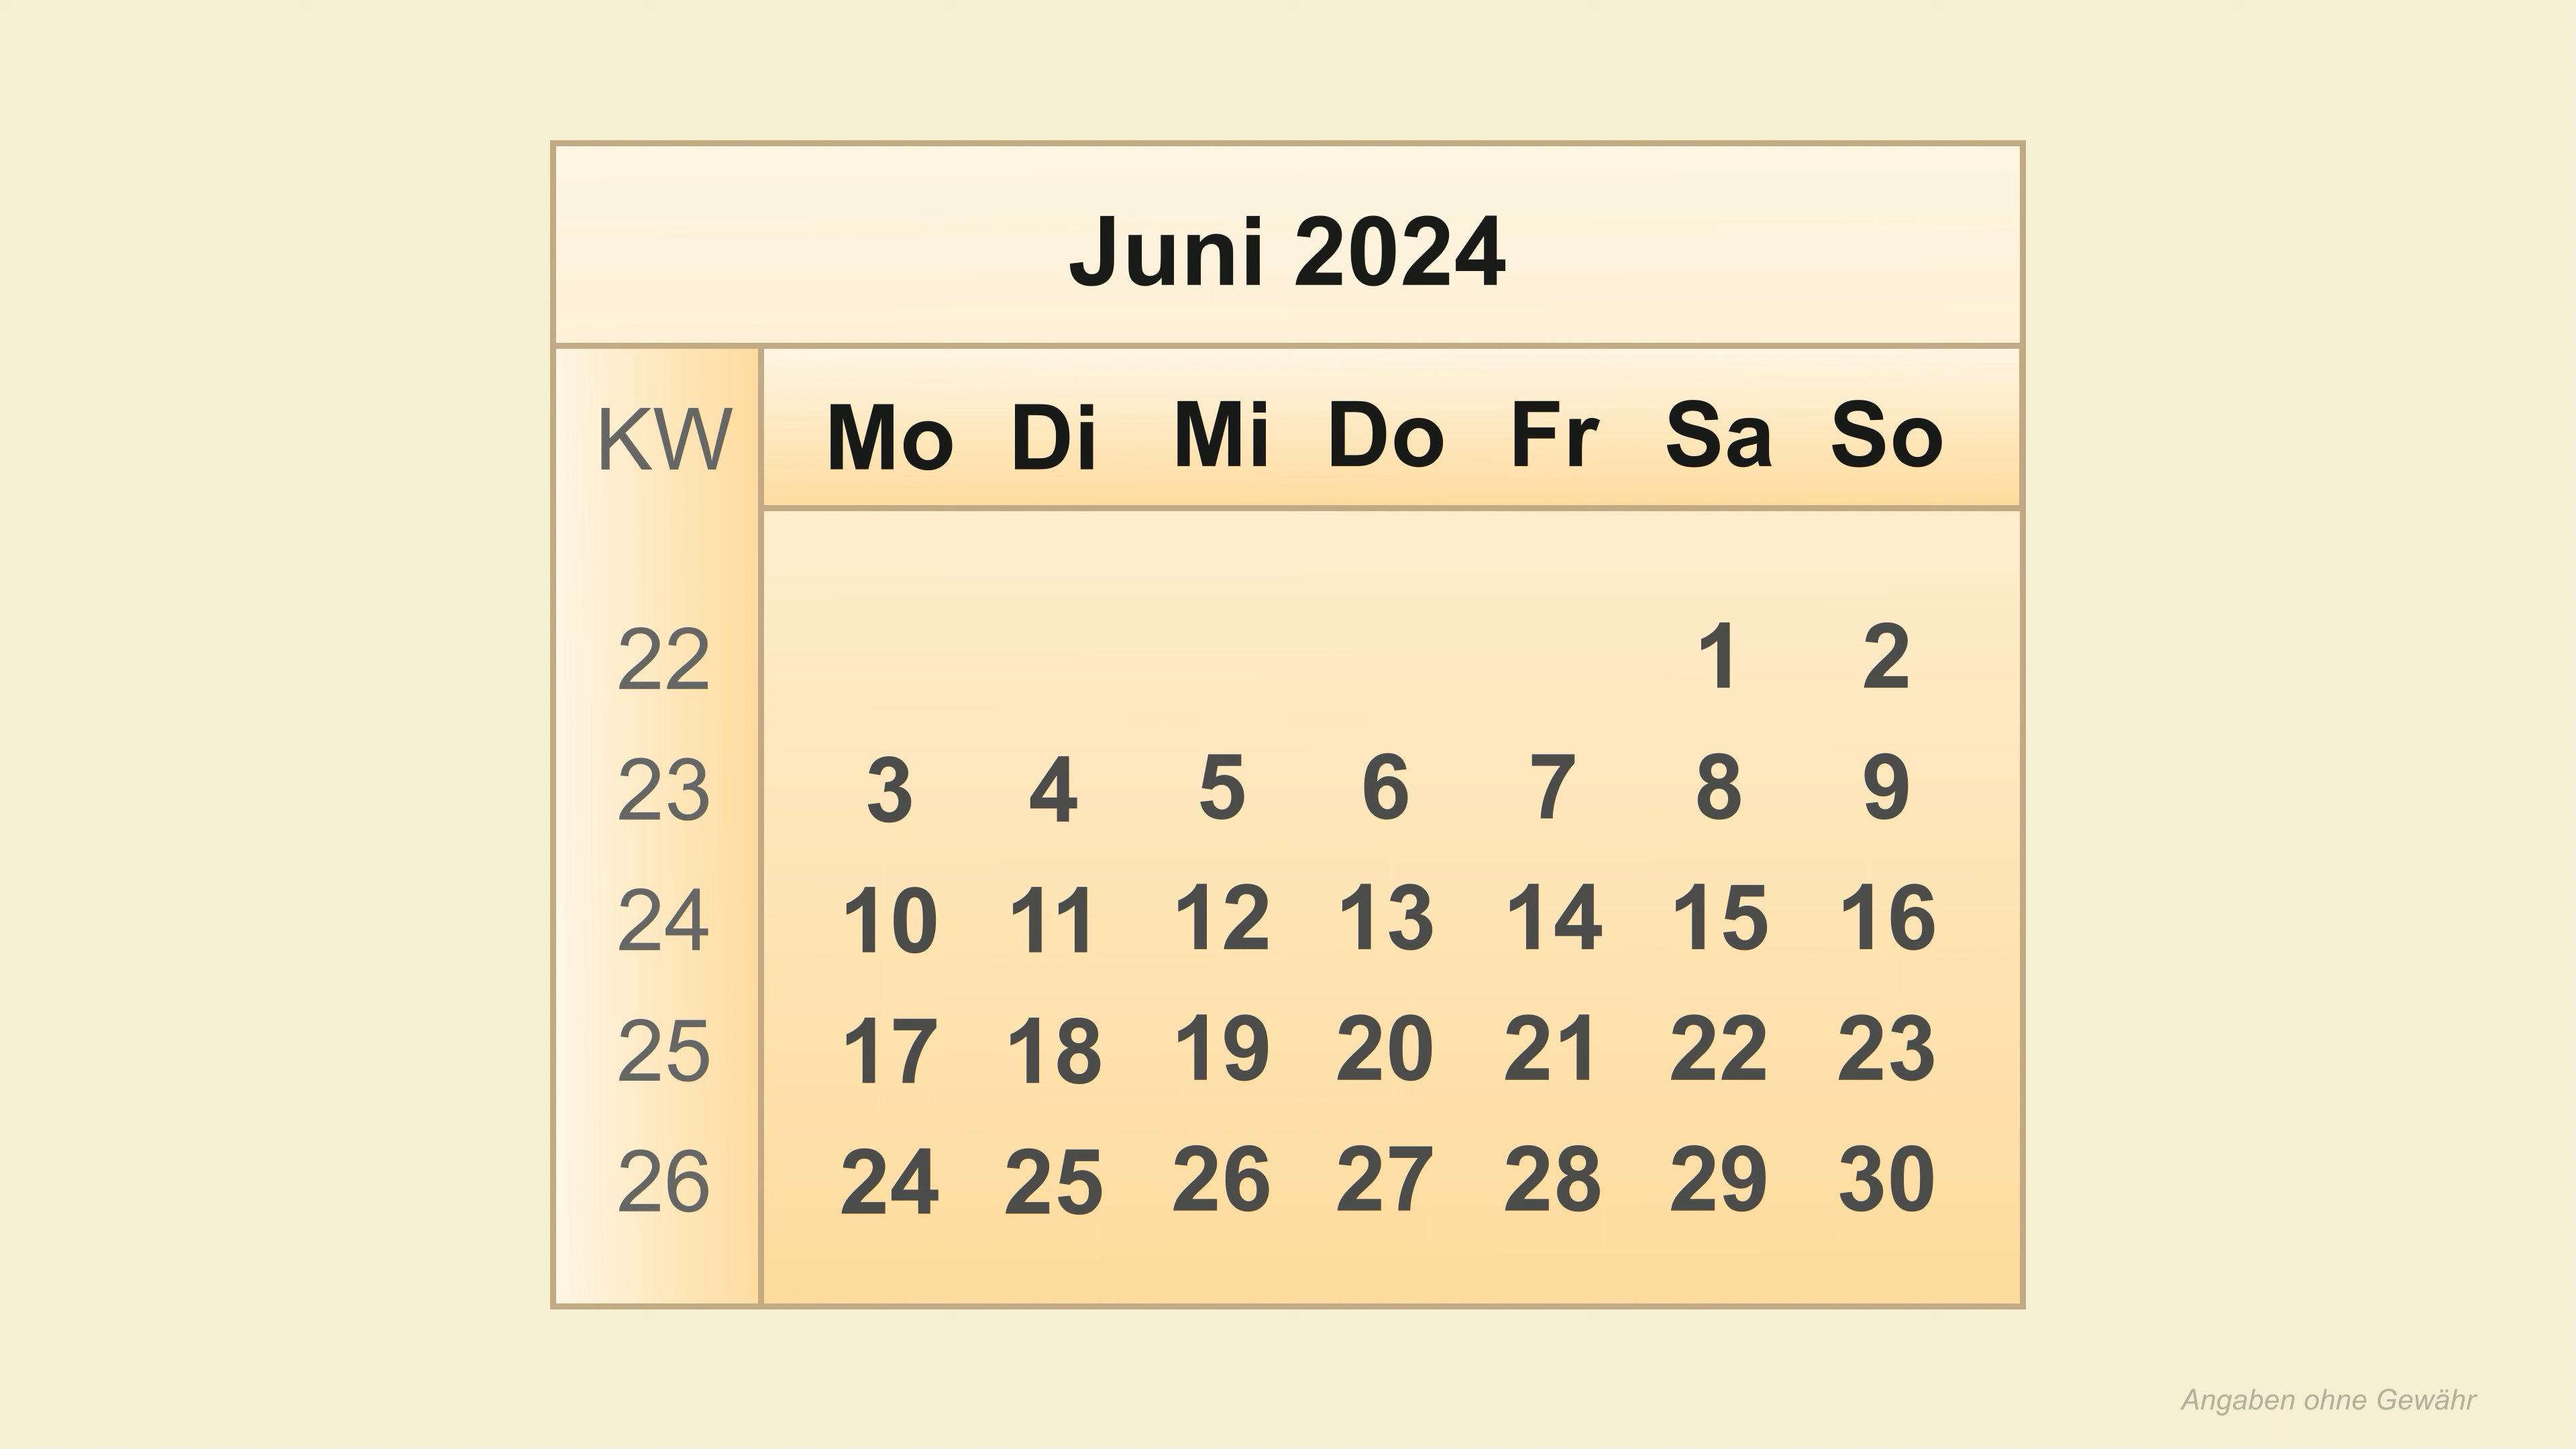 Juni 2024
KW Mo Di Mi Do Fr Sa So
22 1 2
23 3 4 5 6 7 8 9
24 10 11 12 13 14 15 16
25 17 18 19 20 21 22 23
26 24 25 26 27 28 29 30
Angaben ohne Gewähr